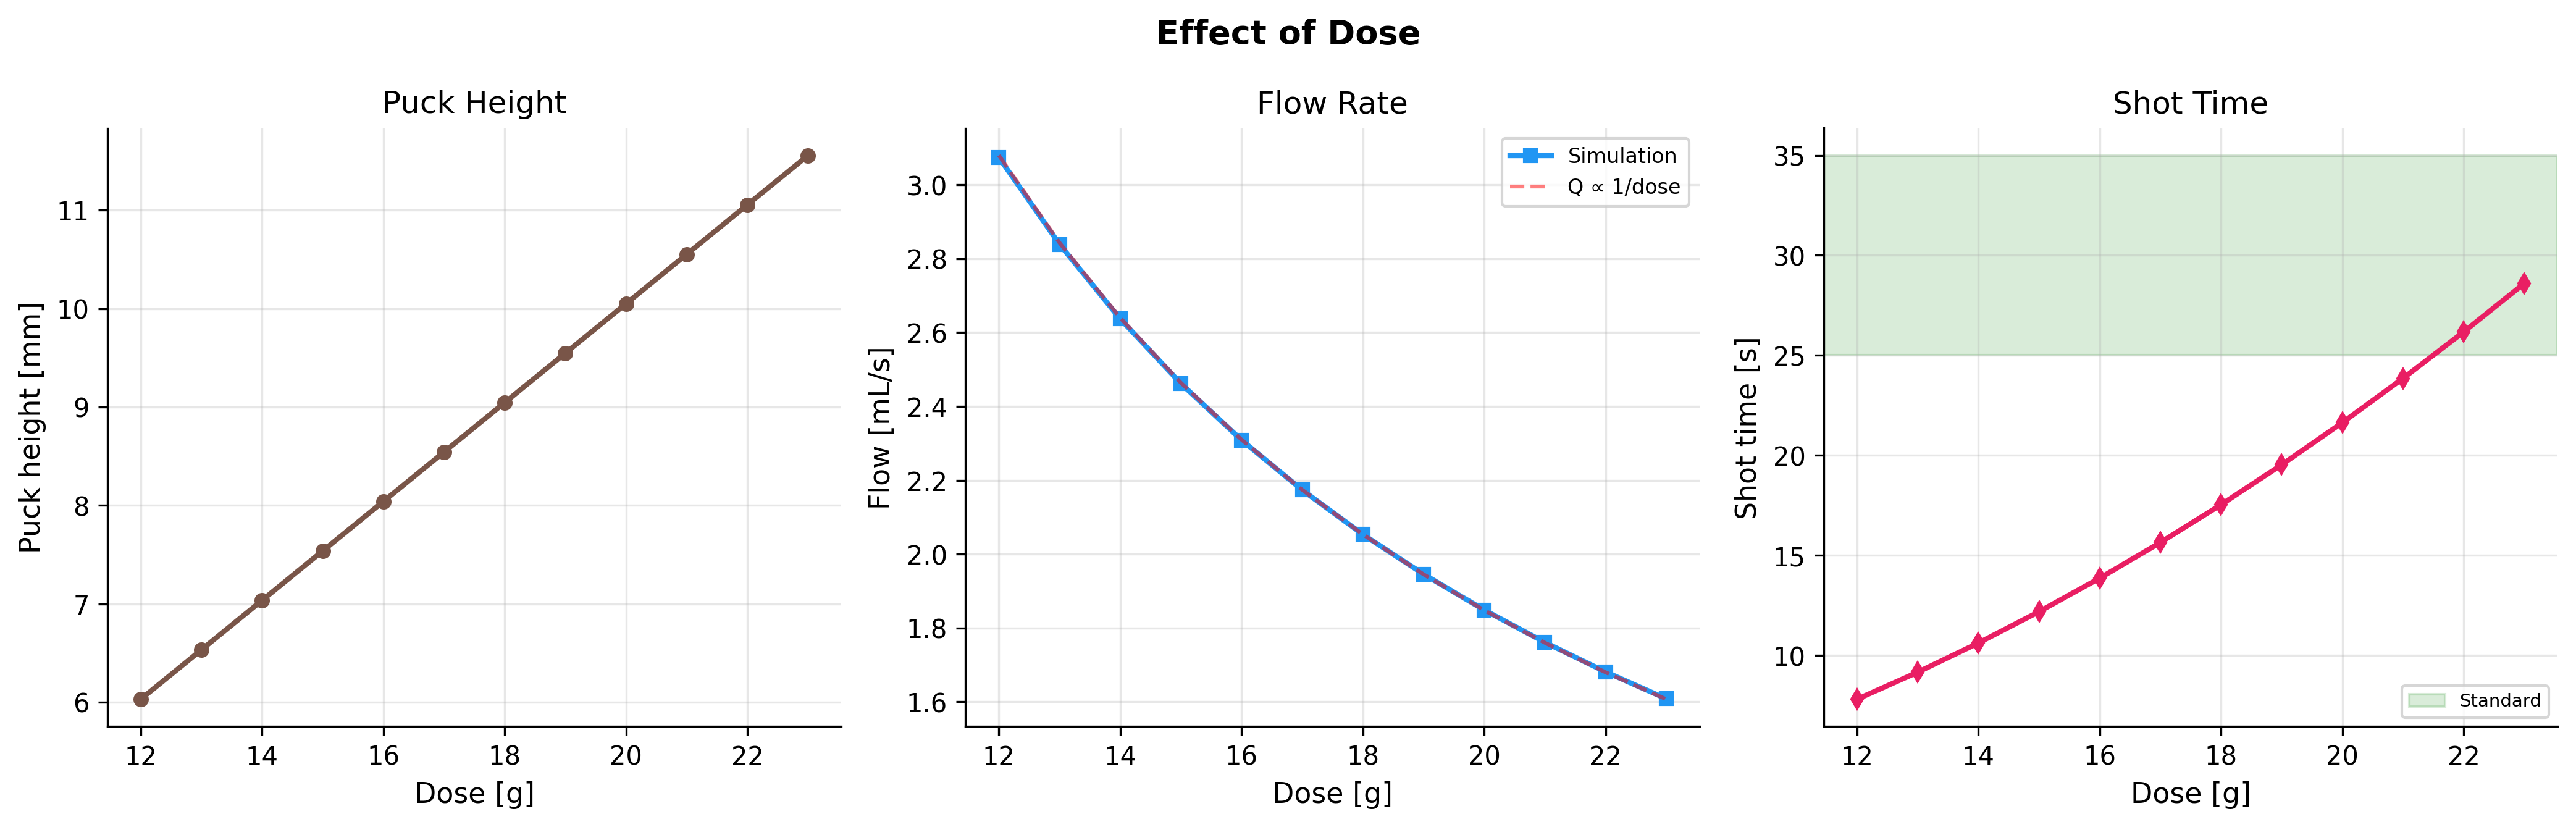 Effect of Dose
Puck Height
Puck height [mm]
11
10
9
8
7
6
12 14 16 18 20 22
Dose [g]
Flow Rate
Flow [mL/s]
3.0
2.8
2.6
2.4
2.2
2.0
1.8
1.6
Simulation
Q ∝ 1/dose
12 14 16 18 20 22
Dose [g]
Shot Time
Shot time [s]
35
30
25
20
15
10
Standard
12 14 16 18 20 22
Dose [g]